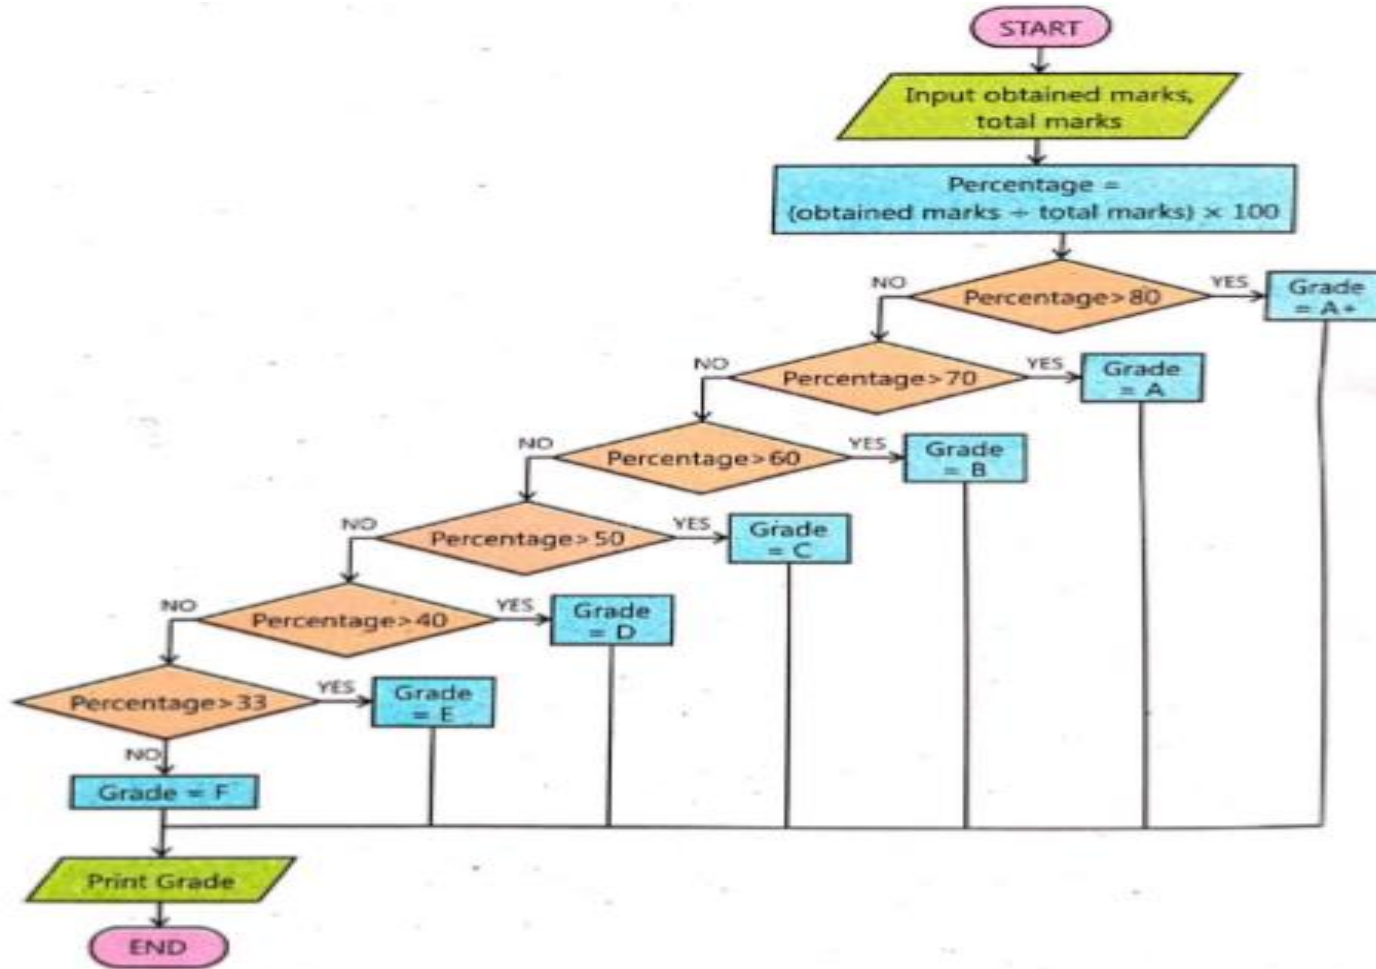 START
Input obtained marks,
total marks
Percentage =
(obtained marks ÷ total marks) × 100
NO
Percentage>80
YES
Grade
= A+
NO
Percentage>70
YES
Grade
= A
NO
Percentage>60
YES
Grade
= B
NO
Percentage>50
YES
Grade
= C
NO
Percentage>40
YES
Grade
= D
Percentage>33
YES
Grade
= E
NO
Grade = F
Print Grade
END